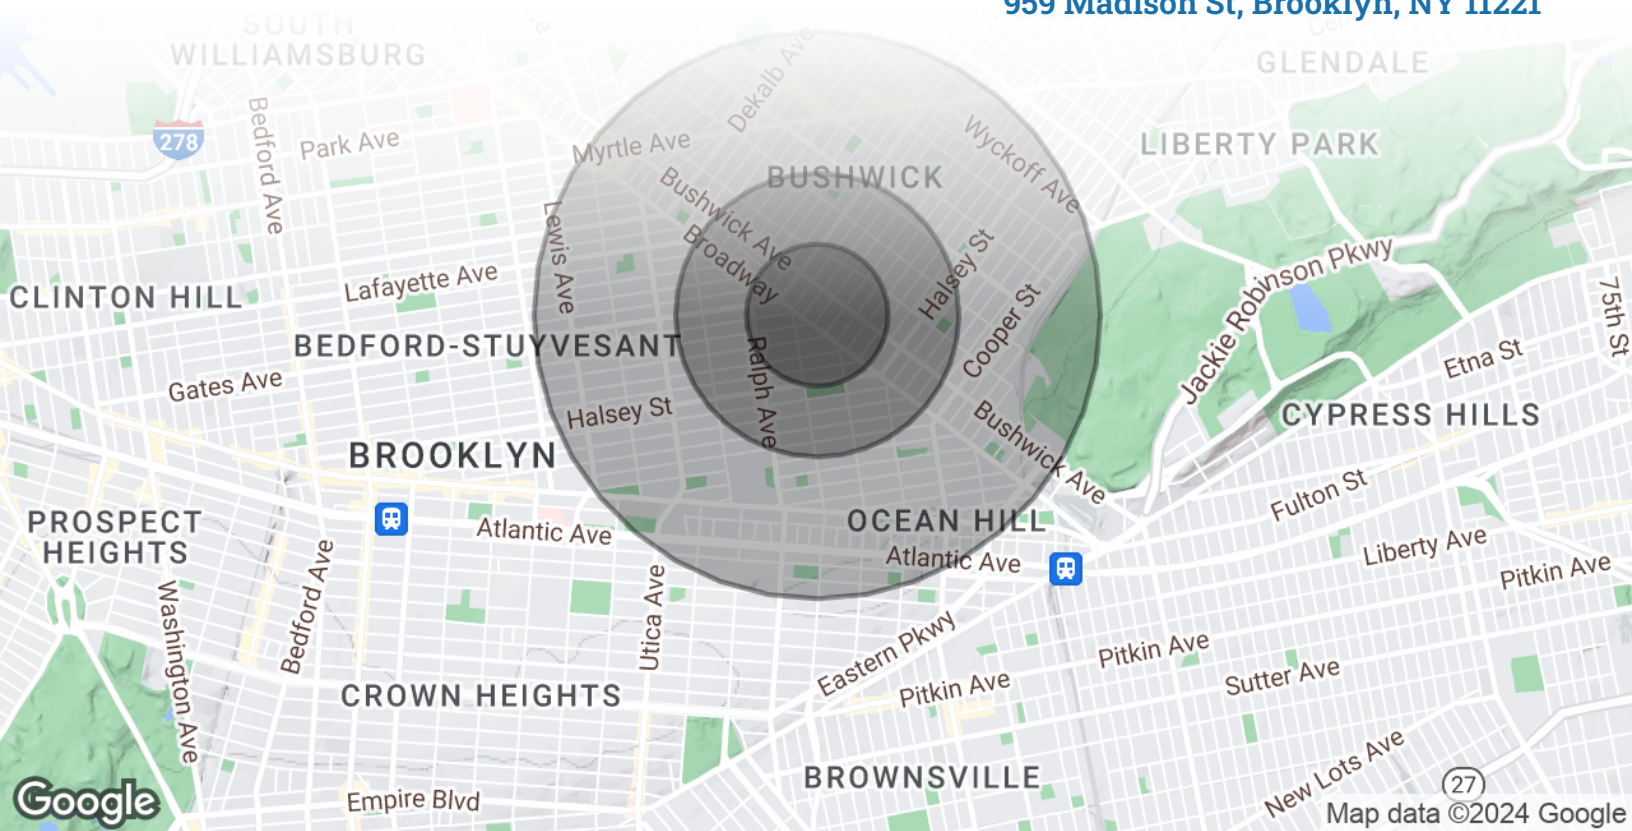 959 Madison St, Brooklyn, NY 11221
SOUTH
WILLIAMSBURG
GLENDALE
Dekalb Ave
278
Bedford Ave
Park Ave
Myrtle Ave
Wyckoff Ave
LIBERTY PARK
BUSHWICK
Bushwick Ave
Broadway
Lewis Ave
Halsey St
Cooper St
Jackie Robinson Pkwy
75th St
CLINTON HILL
Lafayette Ave
BEDFORD-STUYVESANT
Ralph Ave
Etna St
Gates Ave
Halsey St
Bushwick Ave
CYPRESS HILLS
BROOKLYN
Fulton St
PROSPECT
HEIGHTS
Atlantic Ave
OCEAN HILL
Atlantic Ave
Liberty Ave
Pitkin Ave
Washington Ave
Bedford Ave
Utica Ave
Eastern Pkwy
Pitkin Ave
Pitkin Ave
Sutter Ave
CROWN HEIGHTS
BROWNSVILLE
New Lots Ave
27
Google
Empire Blvd
Map data ©2024 Google